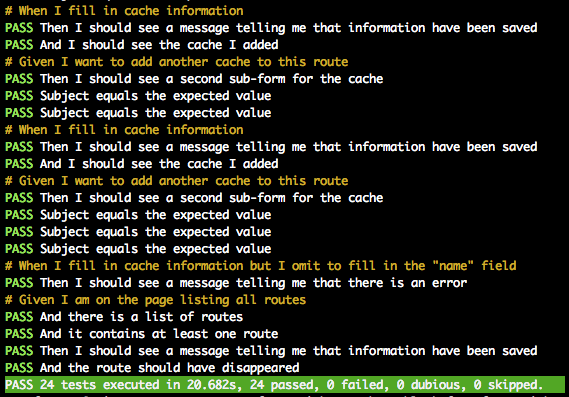 # When I fill in cache information
PASS Then I should see a message telling me that information have been saved
PASS And I should see the cache I added
# Given I want to add another cache to this route
PASS Then I should see a second sub-form for the cache
PASS Subject equals the expected value
PASS Subject equals the expected value
# When I fill in cache information
PASS Then I should see a message telling me that information have been saved
PASS And I should see the cache I added
# Given I want to add another cache to this route
PASS Then I should see a second sub-form for the cache
PASS Subject equals the expected value
PASS Subject equals the expected value
PASS Subject equals the expected value
# When I fill in cache information but I omit to fill in the "name" field
PASS Then I should see a message telling me that there is an error
# Given I am on the page listing all routes
PASS And there is a list of routes
PASS And it contains at least one route
PASS Then I should see a message telling me that information have been saved
PASS And the route should have disappeared
PASS 24 tests executed in 20.682s, 24 passed, 0 failed, 0 dubious, 0 skipped.